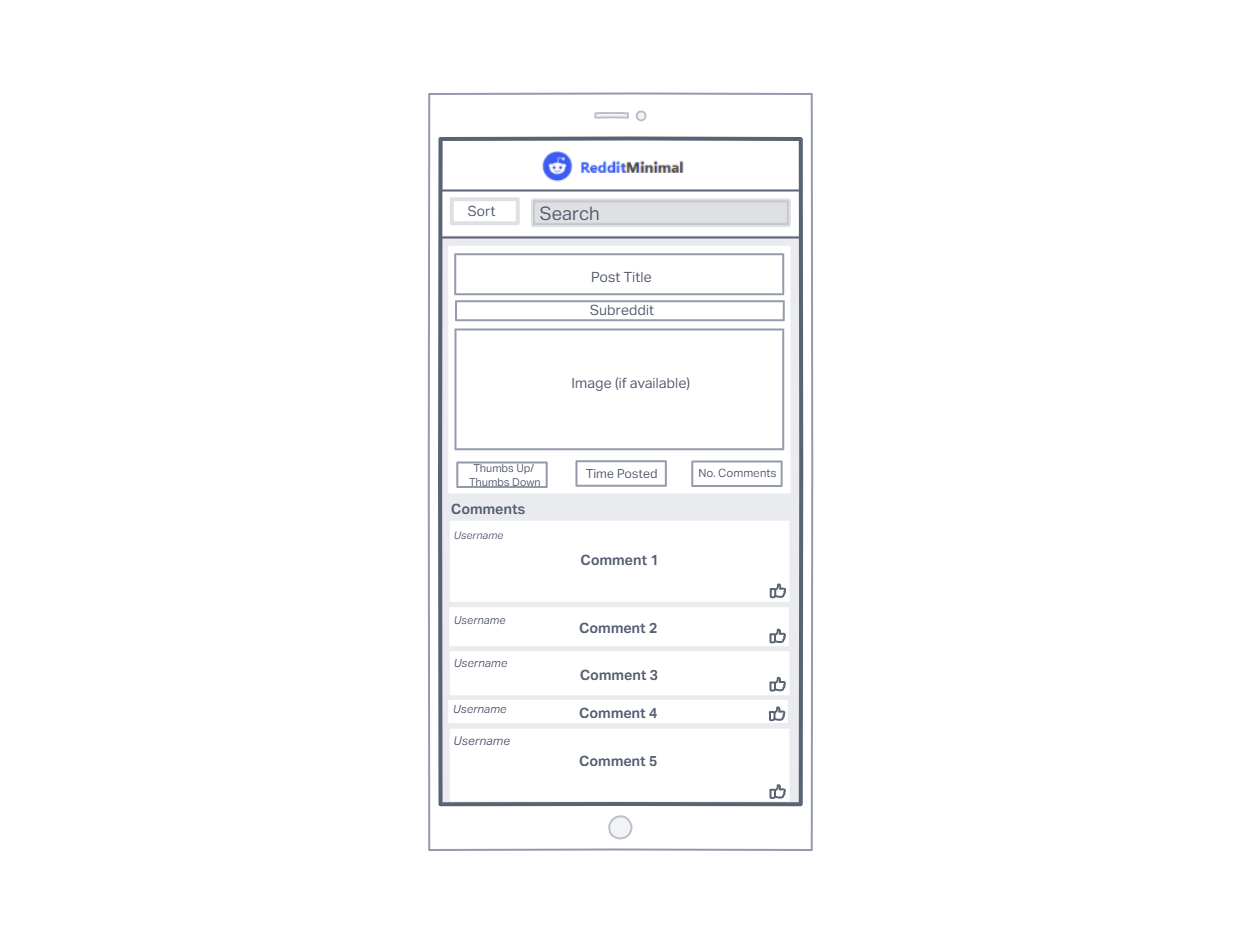 RedditMinimal
Sort
Search
Post Title
Subreddit
Image (if available)
Thumbs Up/
Thumbs Down
Time Posted
No. Comments
Comments
Username
Comment 1
Username
Comment 2
Username
Comment 3
Username
Comment 4
Username
Comment 5